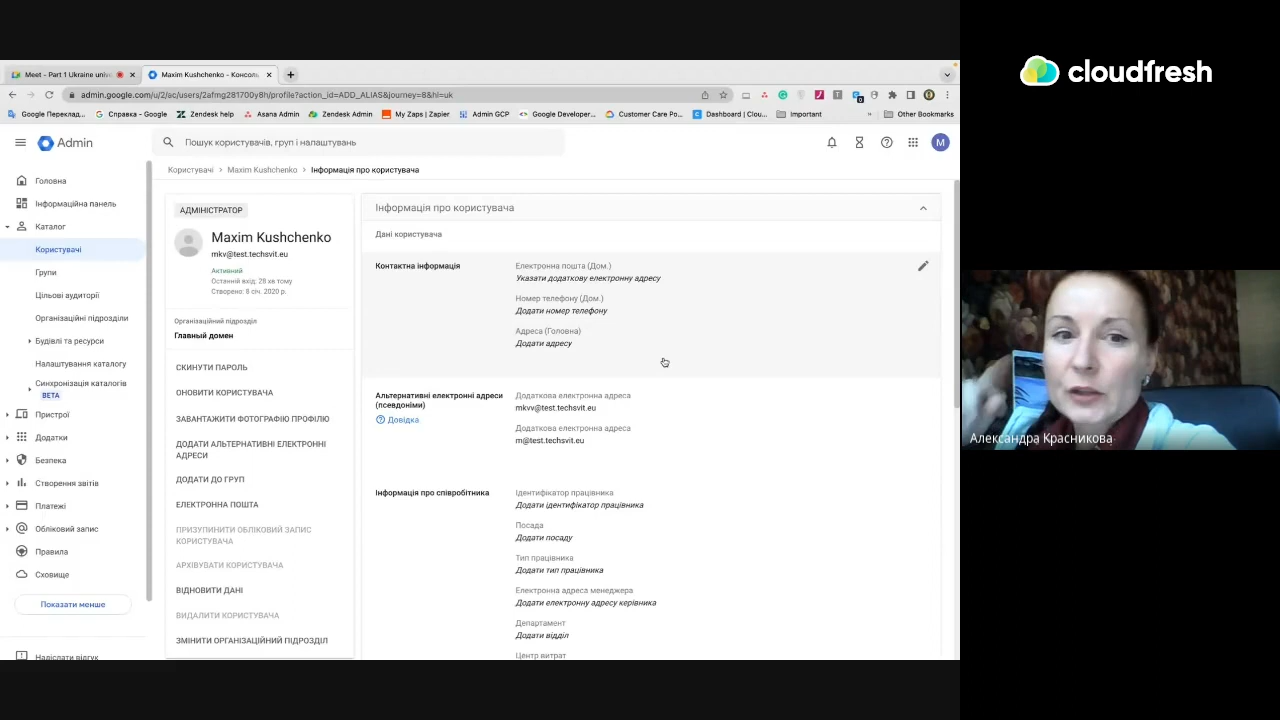 Meet - Part 1 Ukraine univ
Maxim Kushchenko - Консоль
admin.google.com/u/2/ac/users/2afmg281700y8h/profile?action_id=ADD_ALIAS&journey=8&hl=uk
Google Переклад...
Справка - Google
Zendesk help
Asana Admin
Zendesk Admin
My Zaps | Zapier
Admin GCP
Google Developer...
Customer Care Po...
Dashboard | Clou...
Important
Other Bookmarks
Admin
Пошук користувачів, груп і налаштувань
M
Головна
Інформаційна панель
Каталог
Користувачі
Групи
Цільові аудиторії
Організаційні підрозділи
Будівлі та ресурси
Налаштування каталогу
Синхронізація каталогів
BETA
Пристрої
Додатки
Безпека
Створення звітів
Платежі
Обліковий запис
Правила
Сховище
Показати менше
Надіслати відгук
Користувачі > Maxim Kushchenko > Інформація про користувача
АДМІНІСТРАТОР
Maxim Kushchenko
mkv@test.techsvit.eu
Активний
Останній вхід: 28 хв тому
Створено: 8 січ. 2020 р.
Організаційний підрозділ
Главный домен
СКИНУТИ ПАРОЛЬ
ОНОВИТИ КОРИСТУВАЧА
ЗАВАНТАЖИТИ ФОТОГРАФІЮ ПРОФІЛЮ
ДОДАТИ АЛЬТЕРНАТИВНІ ЕЛЕКТРОННІ
АДРЕСИ
ДОДАТИ ДО ГРУП
ЕЛЕКТРОННА ПОШТА
ПРИЗУПИНИТИ ОБЛІКОВИЙ ЗАПИС
КОРИСТУВАЧА
АРХІВУВАТИ КОРИСТУВАЧА
ВІДНОВИТИ ДАНІ
ВИДАЛИТИ КОРИСТУВАЧА
ЗМІНИТИ ОРГАНІЗАЦІЙНИЙ ПІДРОЗДІЛ
Інформація про користувача
Дані користувача
Контактна інформація
Електронна пошта (Дом.)
Указати додаткову електронну адресу
Номер телефону (Дом.)
Додати номер телефону
Адреса (Головна)
Додати адресу
Альтернативні електронні адреси
(псевдоніми)
Довідка
Додаткова електронна адреса
mkvv@test.techsvit.eu
Додаткова електронна адреса
m@test.techsvit.eu
Інформація про співробітника
Ідентифікатор працівника
Додати ідентифікатор працівника
Посада
Додати посаду
Тип працівника
Додати тип працівника
Електронна адреса менеджера
Додати електронну адресу керівника
Департамент
Додати відділ
Центр витрат
cloudfresh
Александра Красникова